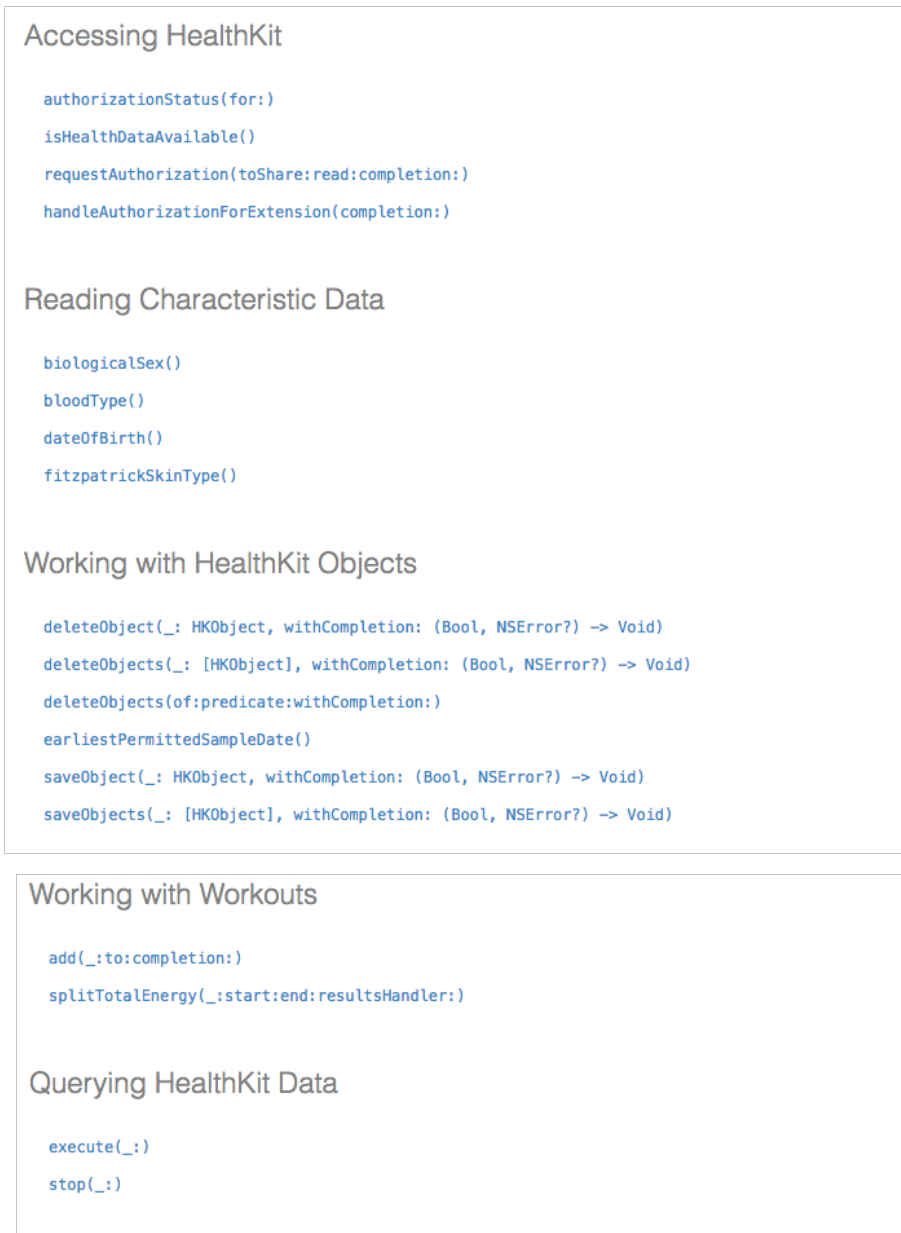 Accessing HealthKit
authorizationStatus(for:)
isHealthDataAvailable()
requestAuthorization(toShare:read:completion:)
handleAuthorizationForExtension(completion:)
Reading Characteristic Data
biologicalSex()
bloodType()
dateOfBirth()
fitzpatrickSkinType()
Working with HealthKit Objects
deleteObject(_: HKObject, withCompletion: (Bool, NSError?) -> Void)
deleteObjects(_: [HKObject], withCompletion: (Bool, NSError?) -> Void)
deleteObjects(of:predicate:withCompletion:)
earliestPermittedSampleDate()
saveObject(_: HKObject, withCompletion: (Bool, NSError?) -> Void)
saveObjects(_: [HKObject], withCompletion: (Bool, NSError?) -> Void)
Working with Workouts
add(_:to:completion:)
splitTotalEnergy(_:start:end:resultsHandler:)
Querying HealthKit Data
execute(_:)
stop(_:)